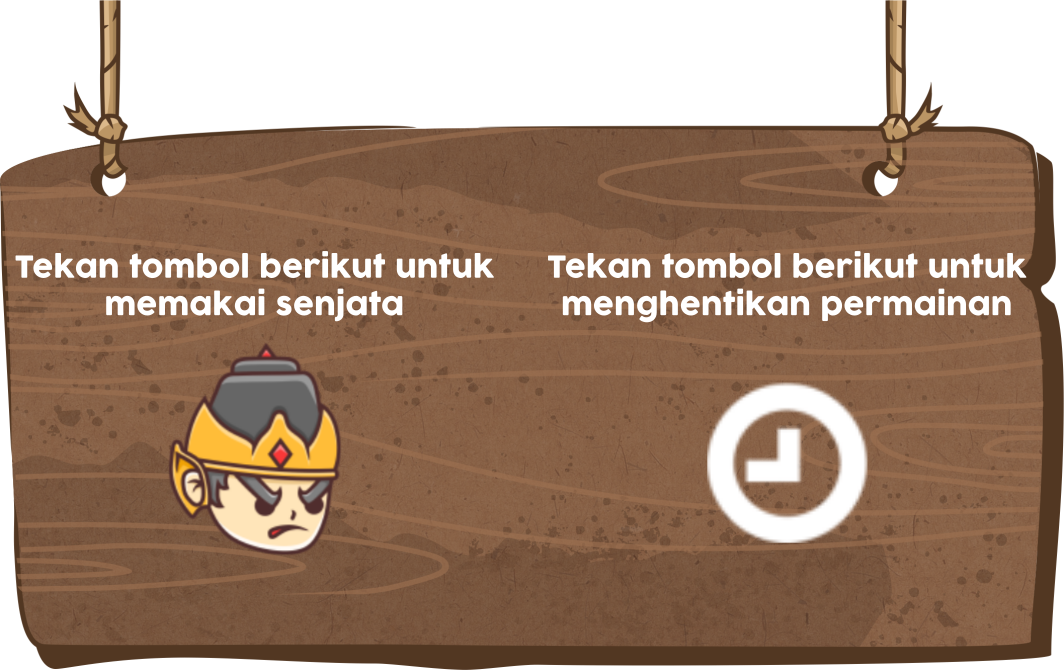 Tekan tombol berikut untuk
memakai senjata
Tekan tombol berikut untuk
menghentikan permainan